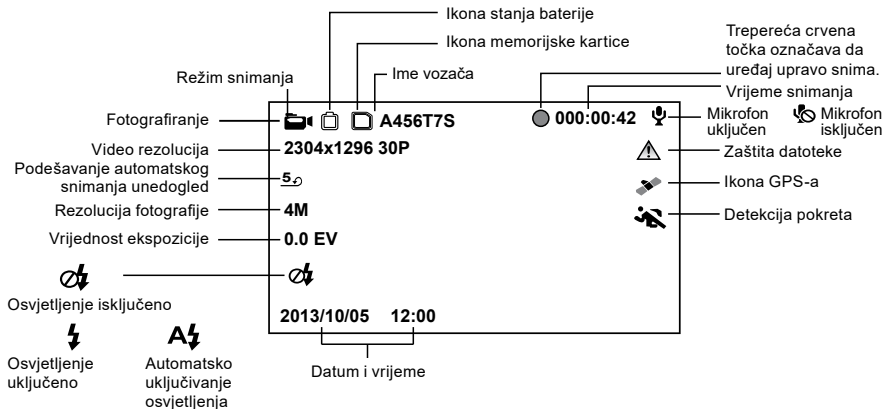 Ikona stanja baterije
Ikona memorijske kartice
Ime vozača
Režim snimanja
Trepereća crvena
točka označava da
uređaj upravo snima.
Vrijeme snimanja
Fotografiranje
A456T7S
000:00:42
Mikrofon
uključen
Mikrofon
isključen
Video rezolucija
2304x1296 30P
Zaštita datoteke
Podešavanje automatskog
snimanja unedogled
5
Ikona GPS-a
Rezolucija fotografije
4M
Detekcija pokreta
Vrijednost ekspozicije
0.0 EV
Osvjetljenje isključeno
2013/10/05 12:00
A
Osvjetljenje
uključeno
Automatsko
uključivanje
osvjetljenja
Datum i vrijeme